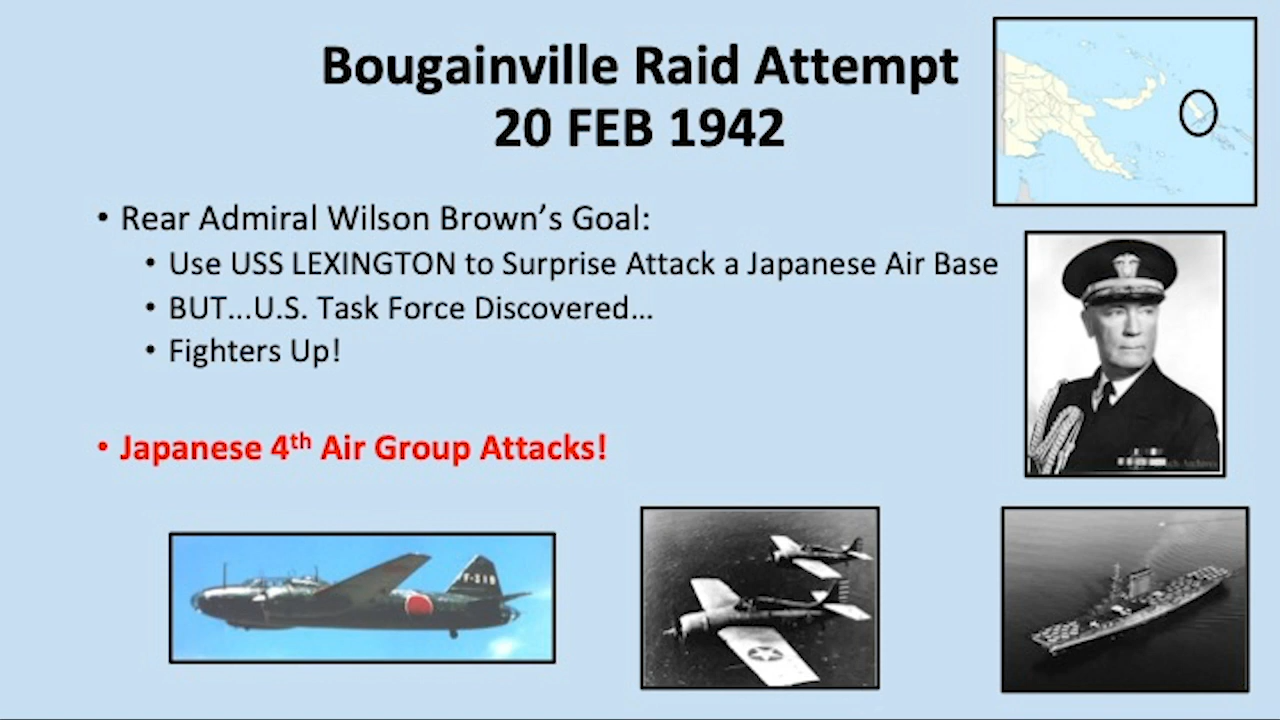 Bougainville Raid Attempt
20 FEB 1942
• Rear Admiral Wilson Brown's Goal:
• Use USS LEXINGTON to Surprise Attack a Japanese Air Base
• BUT...U.S. Task Force Discovered...
• Fighters Up!
• Japanese 4th Air Group Attacks!